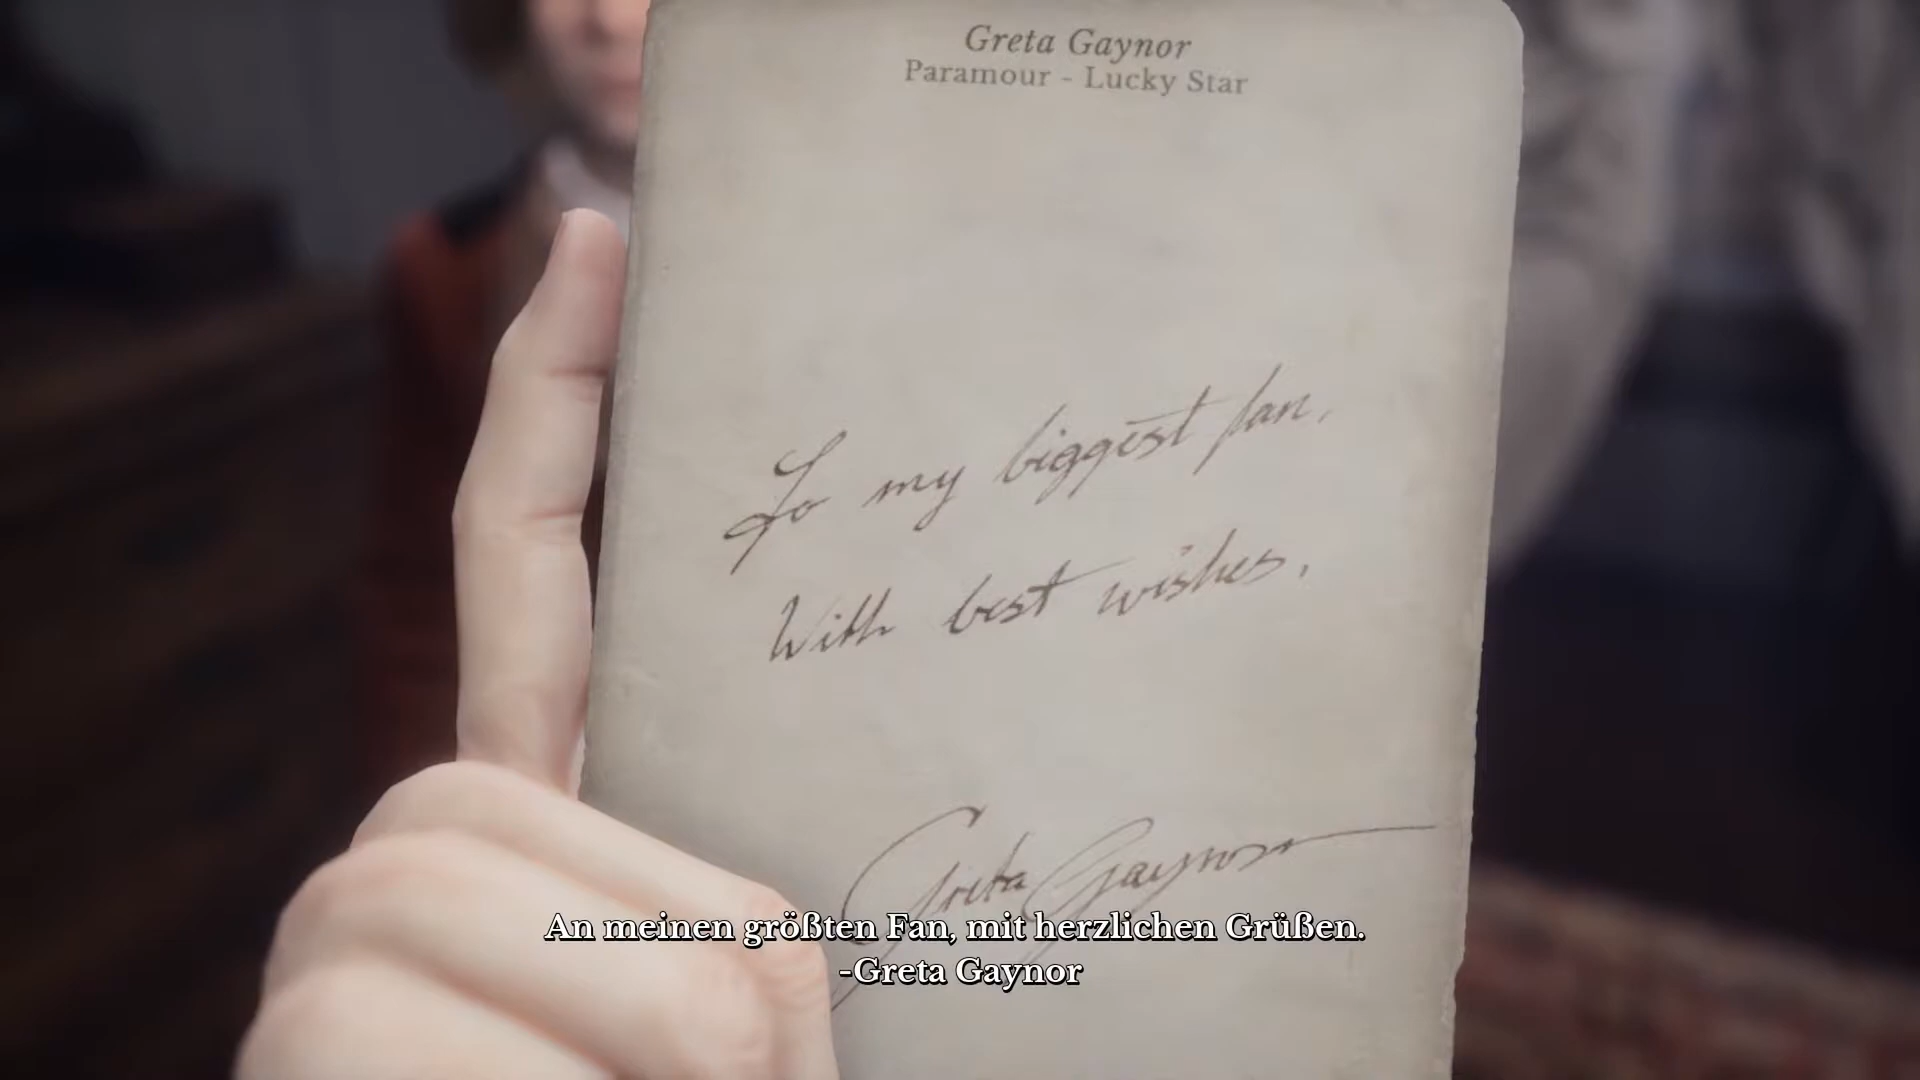 Greta Gaynor
Paramour - Lucky Star
To my biggest fan,
With best wishes,
Greta Gaynor
An meinen größten Fan, mit herzlichen Grüßen.
-Greta Gaynor